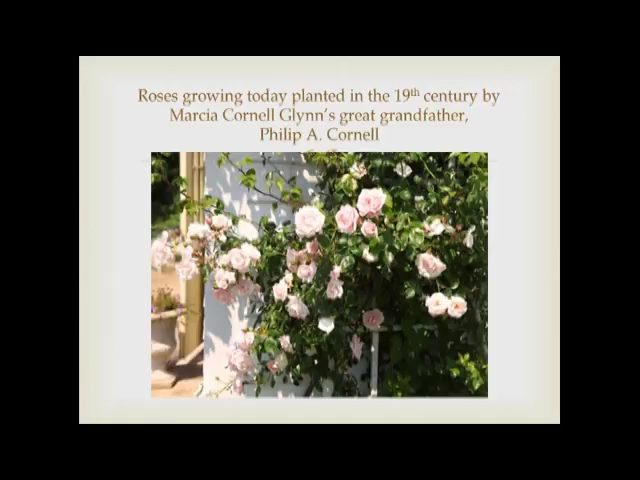 Roses growing today planted in the 19th century by
Marcia Cornell Glynn's great grandfather,
Philip A. Cornell